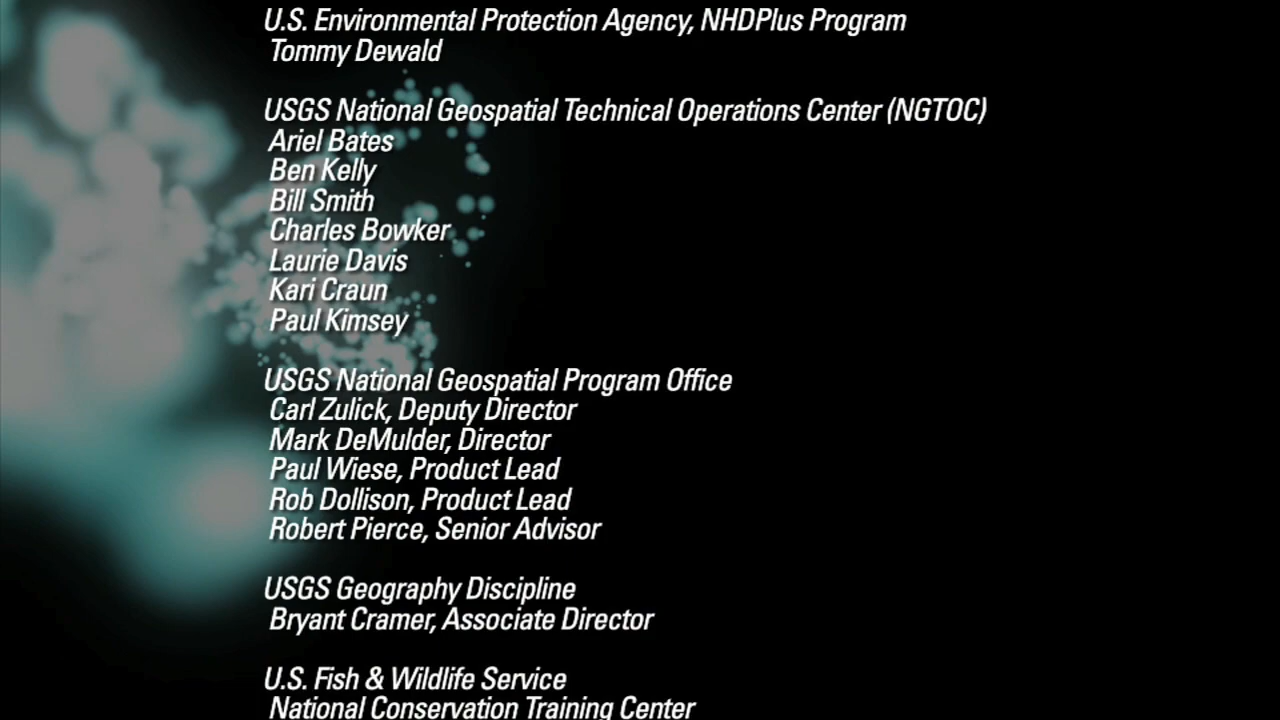 U.S. Environmental Protection Agency, NHDPlus Program
Tommy Dewald
USGS National Geospatial Technical Operations Center (NGTOC)
Ariel Bates
Ben Kelly
Bill Smith
Charles Bowker
Laurie Davis
Kari Craun
Paul Kimsey
USGS National Geospatial Program Office
Carl Zulick, Deputy Director
Mark DeMulder, Director
Paul Wiese, Product Lead
Rob Dollison, Product Lead
Robert Pierce, Senior Advisor
USGS Geography Discipline
Bryant Cramer, Associate Director
U.S. Fish & Wildlife Service
National Conservation Training Center